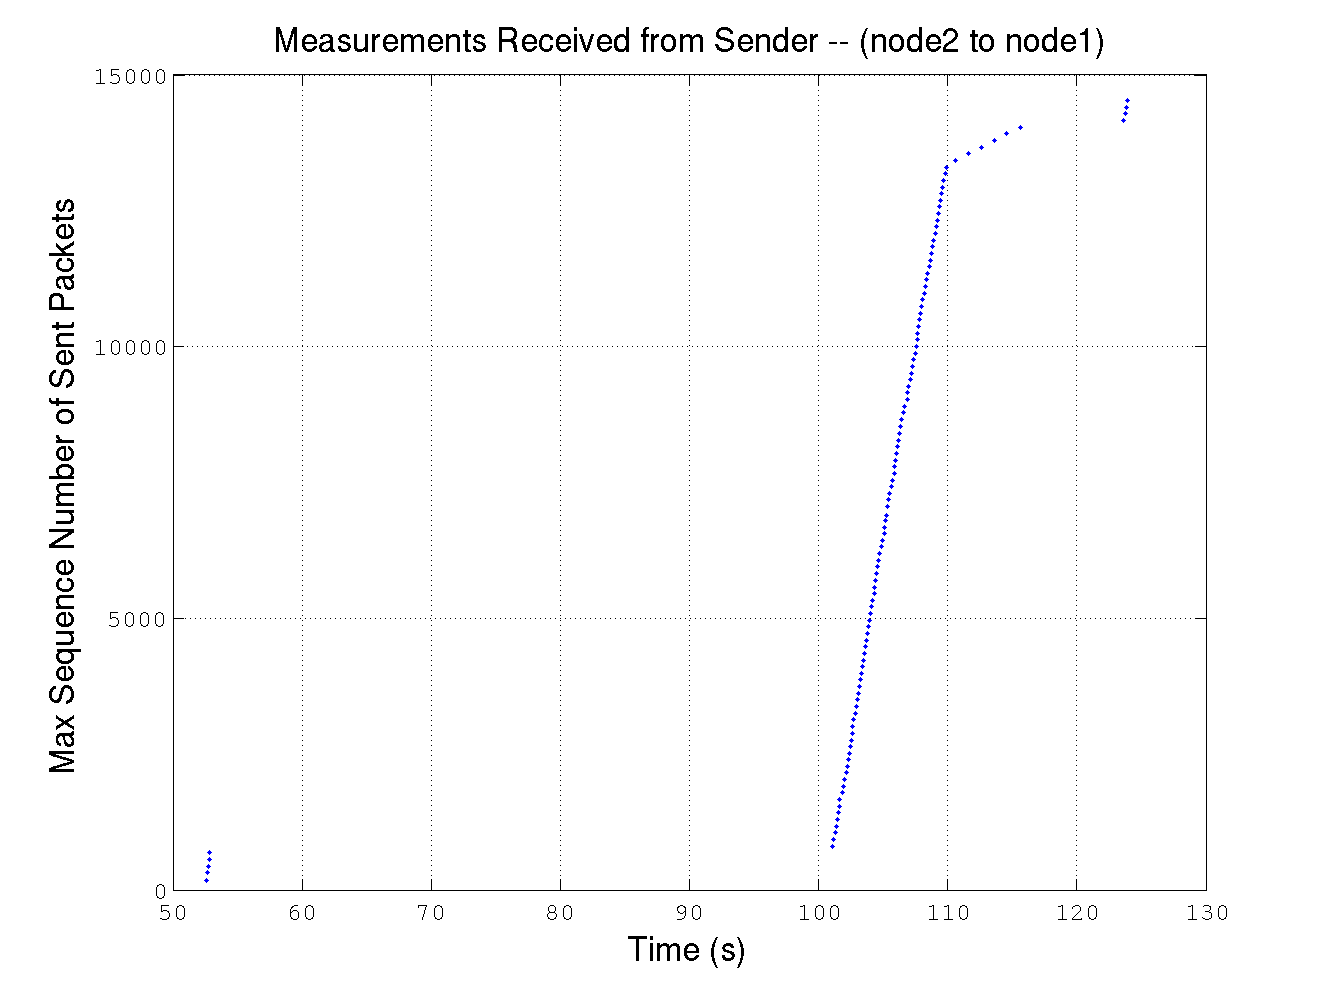 Measurements Received from Sender -- (node2 to node1)
Max Sequence Number of Sent Packets
15000
10000
5000
0
50 60 70 80 90 100 110 120 130
Time (s)